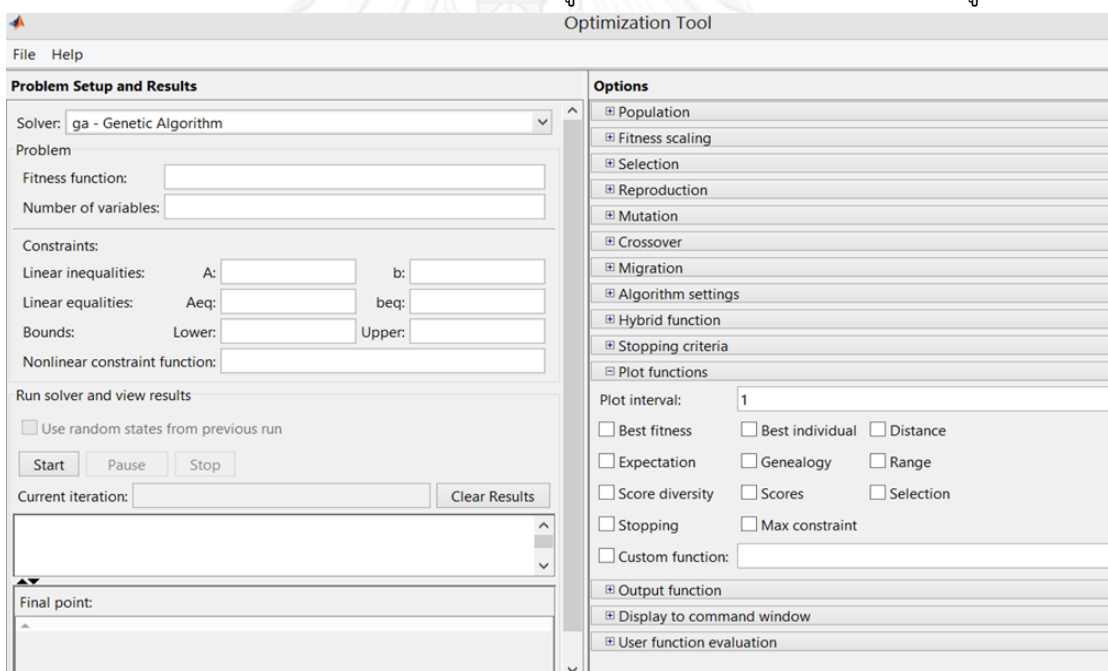 Optimization Tool
File Help
Problem Setup and Results
Solver: ga - Genetic Algorithm
Problem
Fitness function:
Number of variables:
Constraints:
Linear inequalities: A: b:
Linear equalities: Aeq: beq:
Bounds: Lower: Upper:
Nonlinear constraint function:
Run solver and view results
Use random states from previous run
Start Pause Stop
Current iteration: Clear Results
Final point:
Options
Population
Fitness scaling
Selection
Reproduction
Mutation
Crossover
Migration
Algorithm settings
Hybrid function
Stopping criteria
Plot functions
Plot interval: 1
Best fitness Best individual Distance
Expectation Genealogy Range
Score diversity Scores Selection
Stopping Max constraint
Custom function:
Output function
Display to command window
User function evaluation